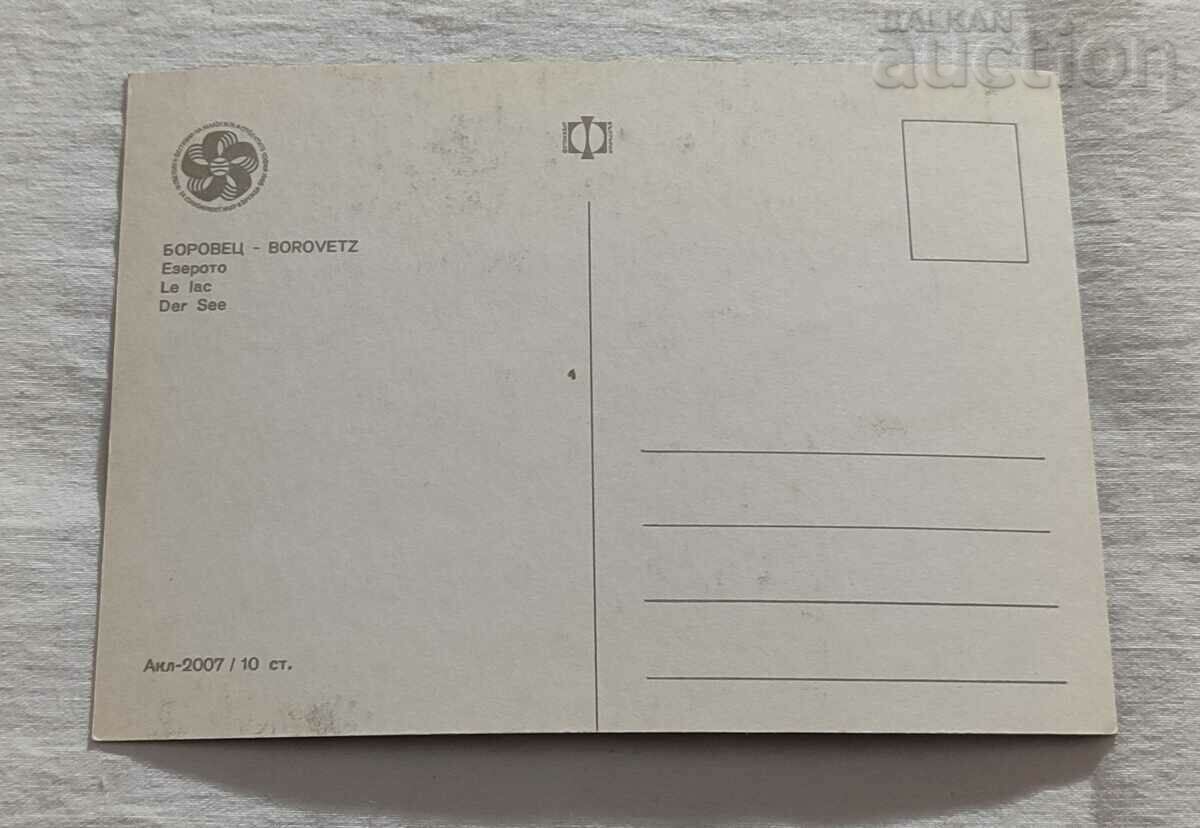 BALKAN
auction
БОРОВЕЦ - BOROVETZ
Езерото
Le lac
Der See
4
Акл-2007 / 10 ст.